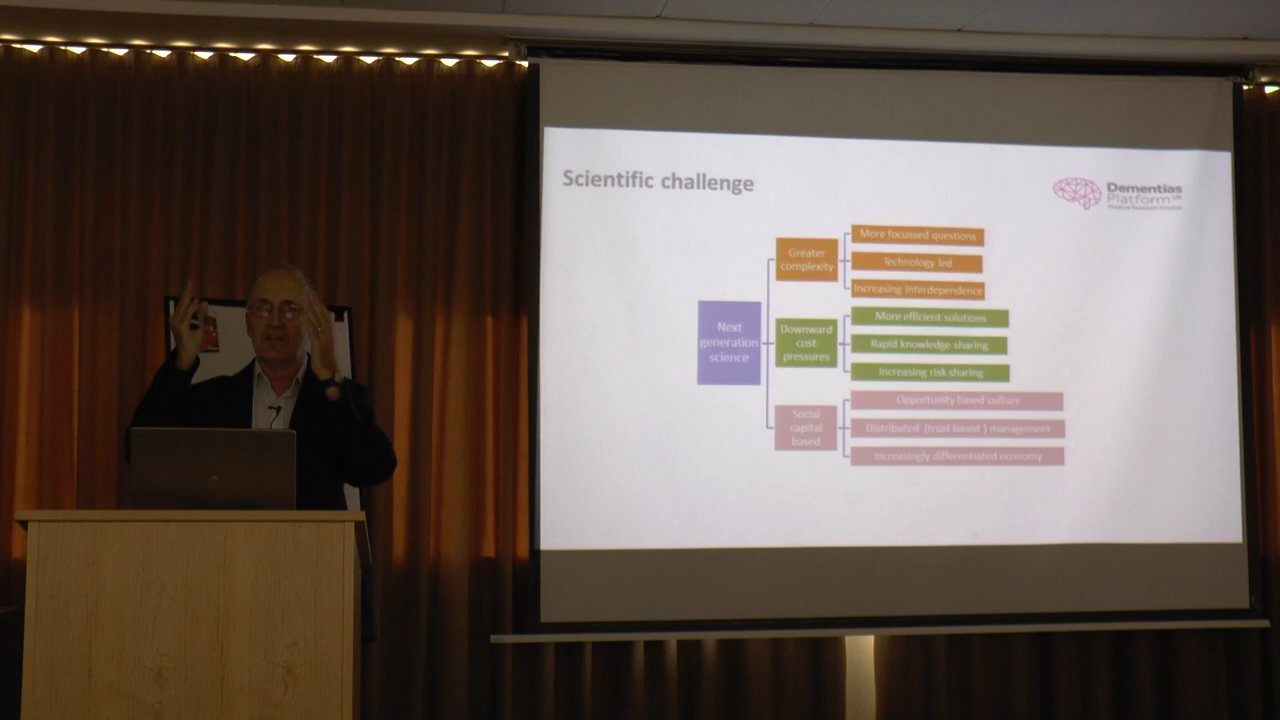 Scientific challenge
Dementias
Platform UK
Medical Research Council
Next
generation
science
Greater
complexity
More focussed questions
Technology led
Increasing interdependence
Downward
cost
pressures
More efficient solutions
Rapid knowledge sharing
Increasing risk sharing
Social
capital
based
Opportunity based culture
Distributed (trust based ) management
Increasingly differentiated economy